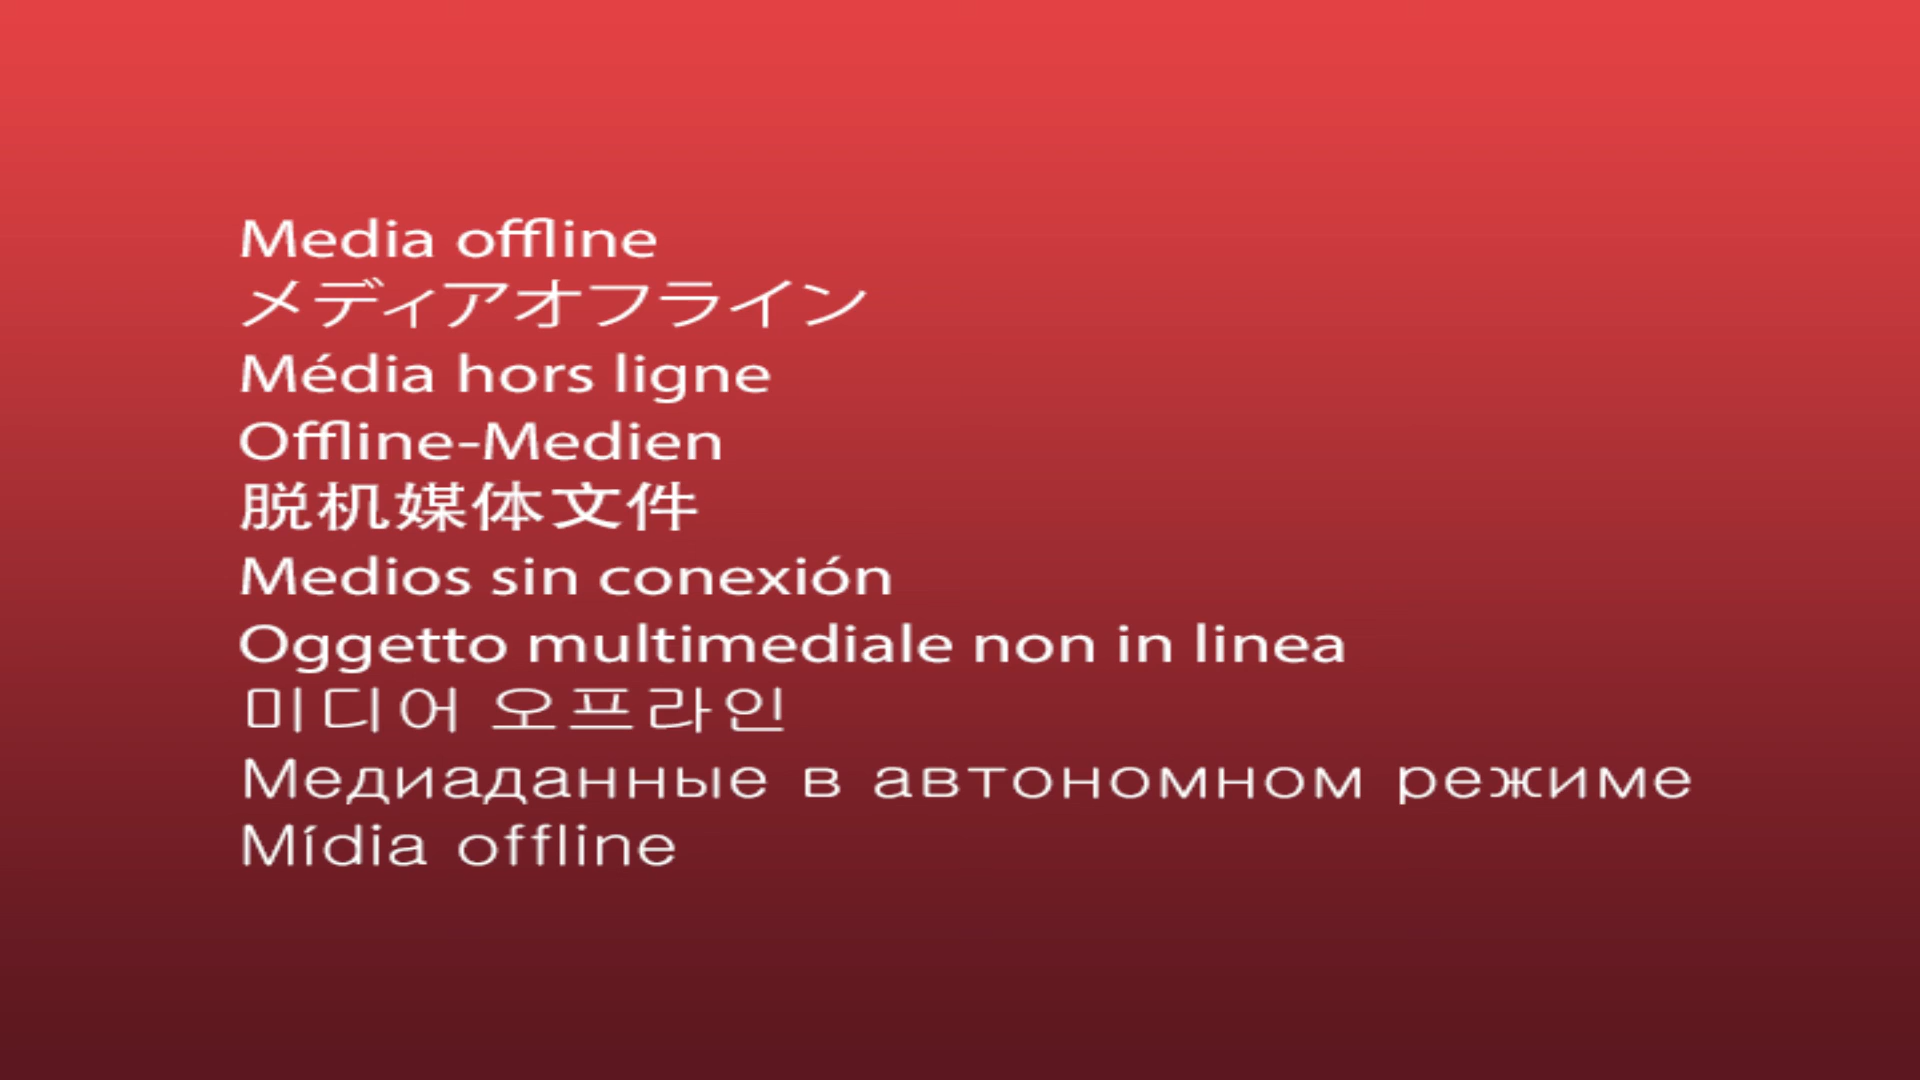 Media offline
メディアオフライン
Média hors ligne
Offline-Medien
脱机媒体文件
Medios sin conexión
Oggetto multimediale non in linea
미디어 오프라인
Медиаданные в автономном режиме
Mídia offline